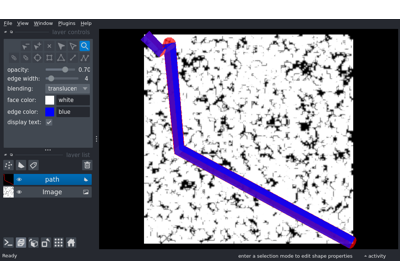 File View Window Plugins Help
layer controls
opacity: 0.70
edge width: 4
blending: translucen
face color: white
edge color: blue
display text:
layer list
path
Image
Ready enter a selection mode to edit shape properties activity